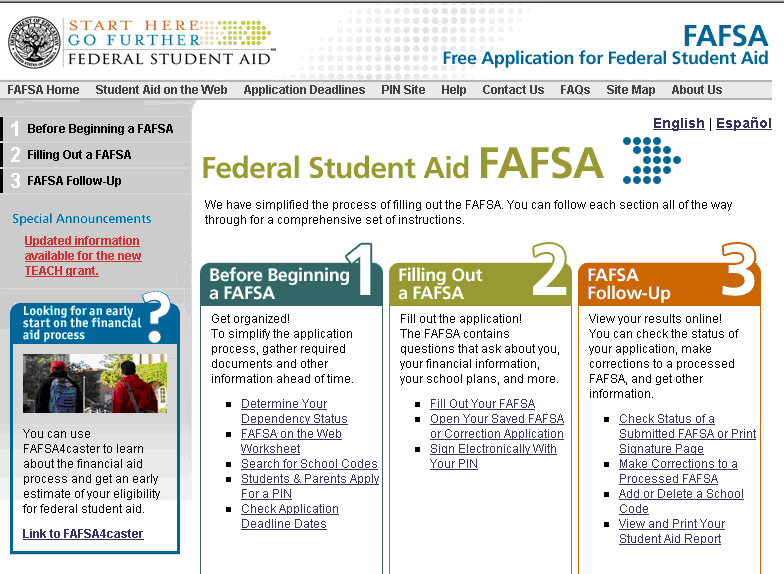 START HERE
GO FURTHER
FEDERAL STUDENT AID
FAFSA
Free Application for Federal Student Aid
FAFSA Home Student Aid on the Web Application Deadlines PIN Site Help Contact Us FAQs Site Map About Us
English | Español
1 Before Beginning a FAFSA
2 Filling Out a FAFSA
3 FAFSA Follow-Up
Special Announcements
Updated information
available for the new
TEACH grant.
Looking for an early
start on the financial
aid process
?
You can use
FAFSA4caster to learn
about the financial aid
process and get an early
estimate of your eligibility
for federal student aid.
Link to FAFSA4caster
Federal Student Aid FAFSA
We have simplified the process of filling out the FAFSA. You can follow each section all of the way
through for a comprehensive set of instructions.
1
Before Beginning
a FAFSA
Get organized!
To simplify the application
process, gather required
documents and other
information ahead of time.
Determine Your
Dependency Status
FAFSA on the Web
Worksheet
Search for School Codes
Students & Parents Apply
For a PIN
Check Application
Deadline Dates
2
Filling Out
a FAFSA
Fill out the application!
The FAFSA contains
questions that ask about you,
your financial information,
your school plans, and more.
Fill Out Your FAFSA
Open Your Saved FAFSA
or Correction Application
Sign Electronically With
Your PIN
3
FAFSA
Follow-Up
View your results online!
You can check the status of
your application, make
corrections to a processed
FAFSA, and get other
information.
Check Status of a
Submitted FAFSA or Print
Signature Page
Make Corrections to a
Processed FAFSA
Add or Delete a School
Code
View and Print Your
Student Aid Report